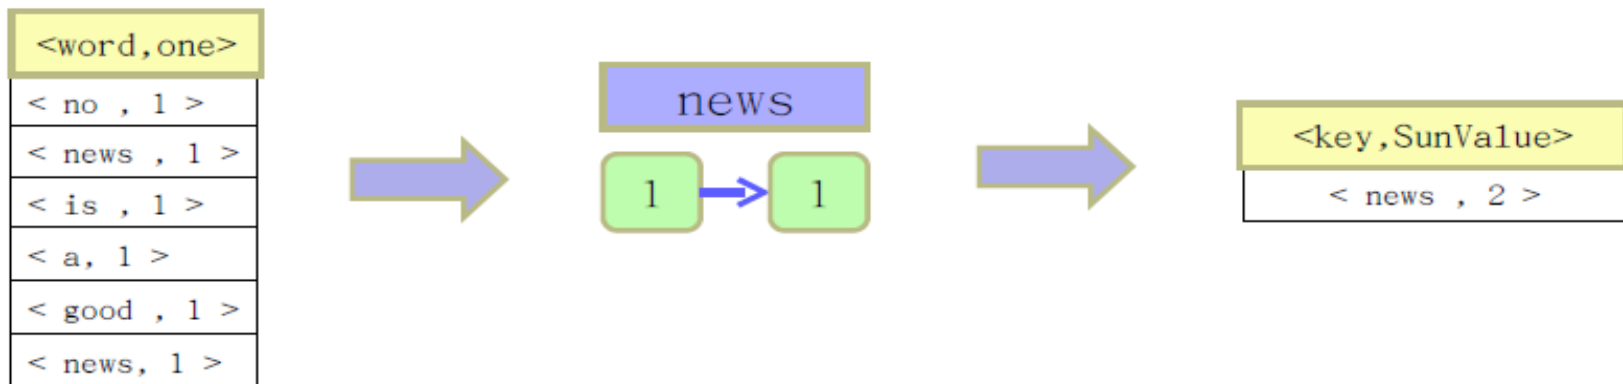 <word,one>
< no , 1 >
< news , 1 >
< is , 1 >
< a, 1 >
< good , 1 >
< news, 1 >
news
1
1
<key,SunValue>
< news , 2 >